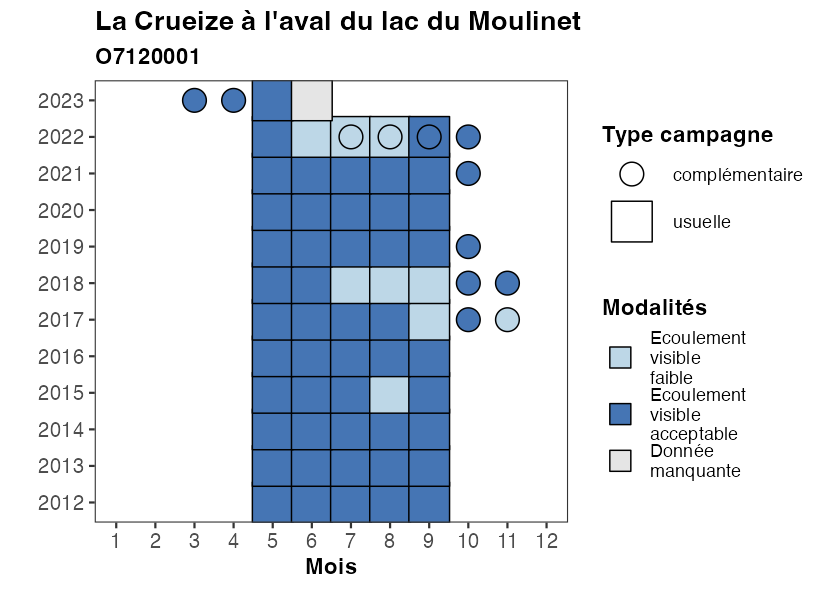 La Crueize à l'aval du lac du Moulinet
O7120001
2023
2022
2021
2020
2019
2018
2017
2016
2015
2014
2013
2012
1 2 3 4 5 6 7 8 9 10 11 12
Mois
Type campagne
complémentaire
usuelle
Modalités
Ecoulement
visible
faible
Ecoulement
visible
acceptable
Donnée
manquante